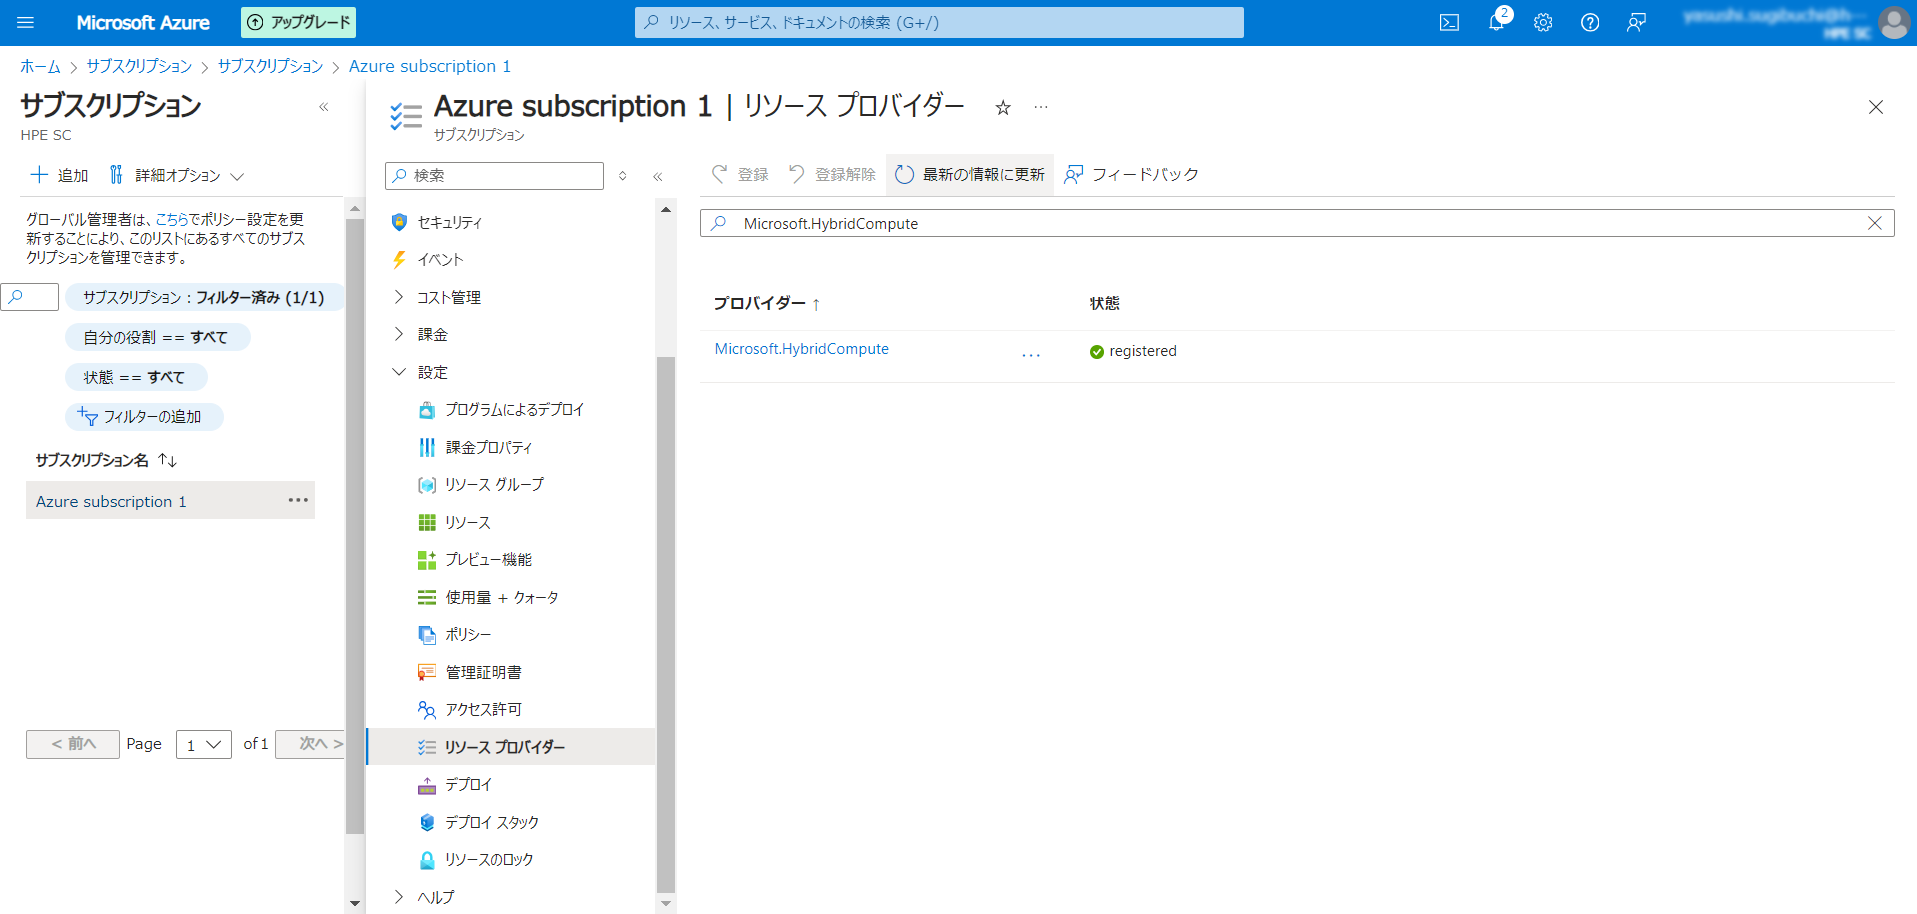 Microsoft Azure
アップグレード
リソース、サービス、ドキュメントの検索 (G+/)
2
HPE SC
ホーム > サブスクリプション > サブスクリプション > Azure subscription 1
サブスクリプション
«
HPE SC
追加
詳細オプション
グローバル管理者は、こちらでポリシー設定を更
新することにより、このリストにあるすべてのサブス
クリプションを管理できます。
サブスクリプション : フィルター済み (1/1)
自分の役割 == すべて
状態 == すべて
フィルターの追加
サブスクリプション名 ↑↓
Azure subscription 1
...
< 前へ
Page
1
of 1
次へ >
Azure subscription 1 | リソース プロバイダー
...
サブスクリプション
検索
«
セキュリティ
イベント
コスト管理
課金
設定
プログラムによるデプロイ
課金プロパティ
リソース グループ
リソース
プレビュー機能
使用量 + クォータ
ポリシー
管理証明書
アクセス許可
リソース プロバイダー
デプロイ
デプロイ スタック
リソースのロック
ヘルプ
登録
登録解除
最新の情報に更新
フィードバック
Microsoft.HybridCompute
プロバイダー ↑
状態
Microsoft.HybridCompute
...
registered